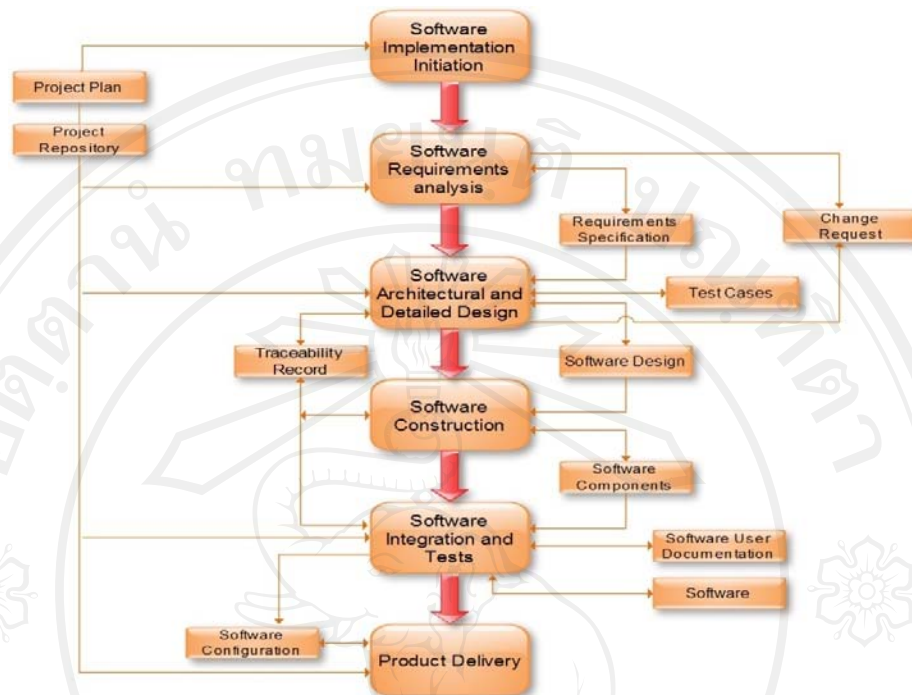 Software
Implementation
Initiation
Project Plan
Project
Repository
Software
Requirements
analysis
Requirements
Specification
Change
Request
Software
Architectural and
Detailed Design
Test Cases
Traceability
Record
Software Design
Software
Construction
Software
Components
Software
Integration and
Tests
Software User
Documentation
Software
Software
Configuration
Product Delivery